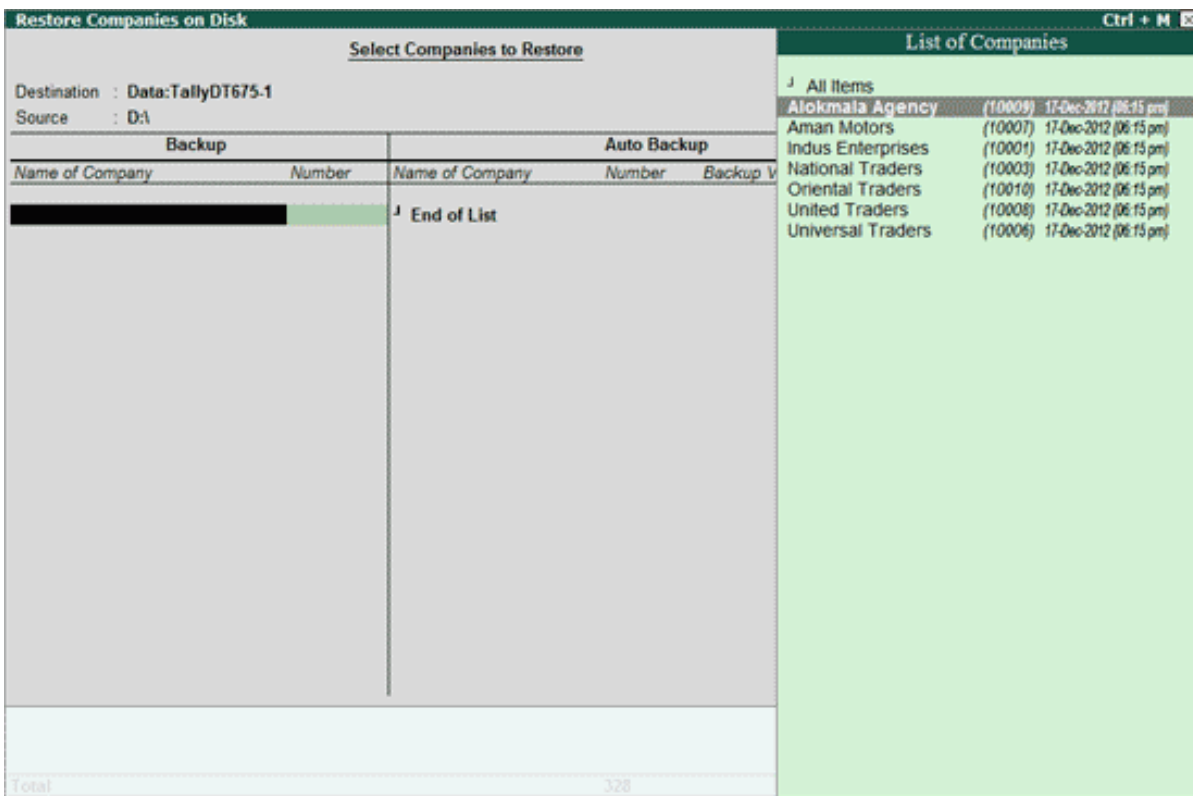 Restore Companies on Disk Ctrl + M
Select Companies to Restore
Destination : Data:TallyDT675-1
Source : D:\
Backup Auto Backup
Name of Company Number Name of Company Number Backup V
End of List
Total 328
List of Companies
All Items
Alokmala Agency (10009) 17-Dec-2012 (06:15 pm)
Aman Motors (10007) 17-Dec-2012 (06:15 pm)
Indus Enterprises (10001) 17-Dec-2012 (06:15 pm)
National Traders (10003) 17-Dec-2012 (06:15 pm)
Oriental Traders (10010) 17-Dec-2012 (06:15 pm)
United Traders (10008) 17-Dec-2012 (06:15 pm)
Universal Traders (10006) 17-Dec-2012 (06:15 pm)